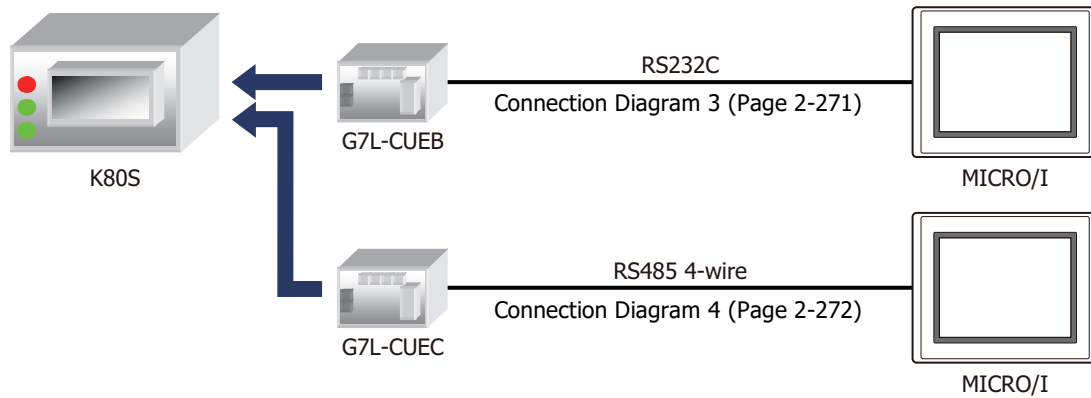 RS232C
Connection Diagram 3 (Page 2-271)
G7L-CUEB
K80S
MICRO/I
RS485 4-wire
Connection Diagram 4 (Page 2-272)
G7L-CUEC
MICRO/I